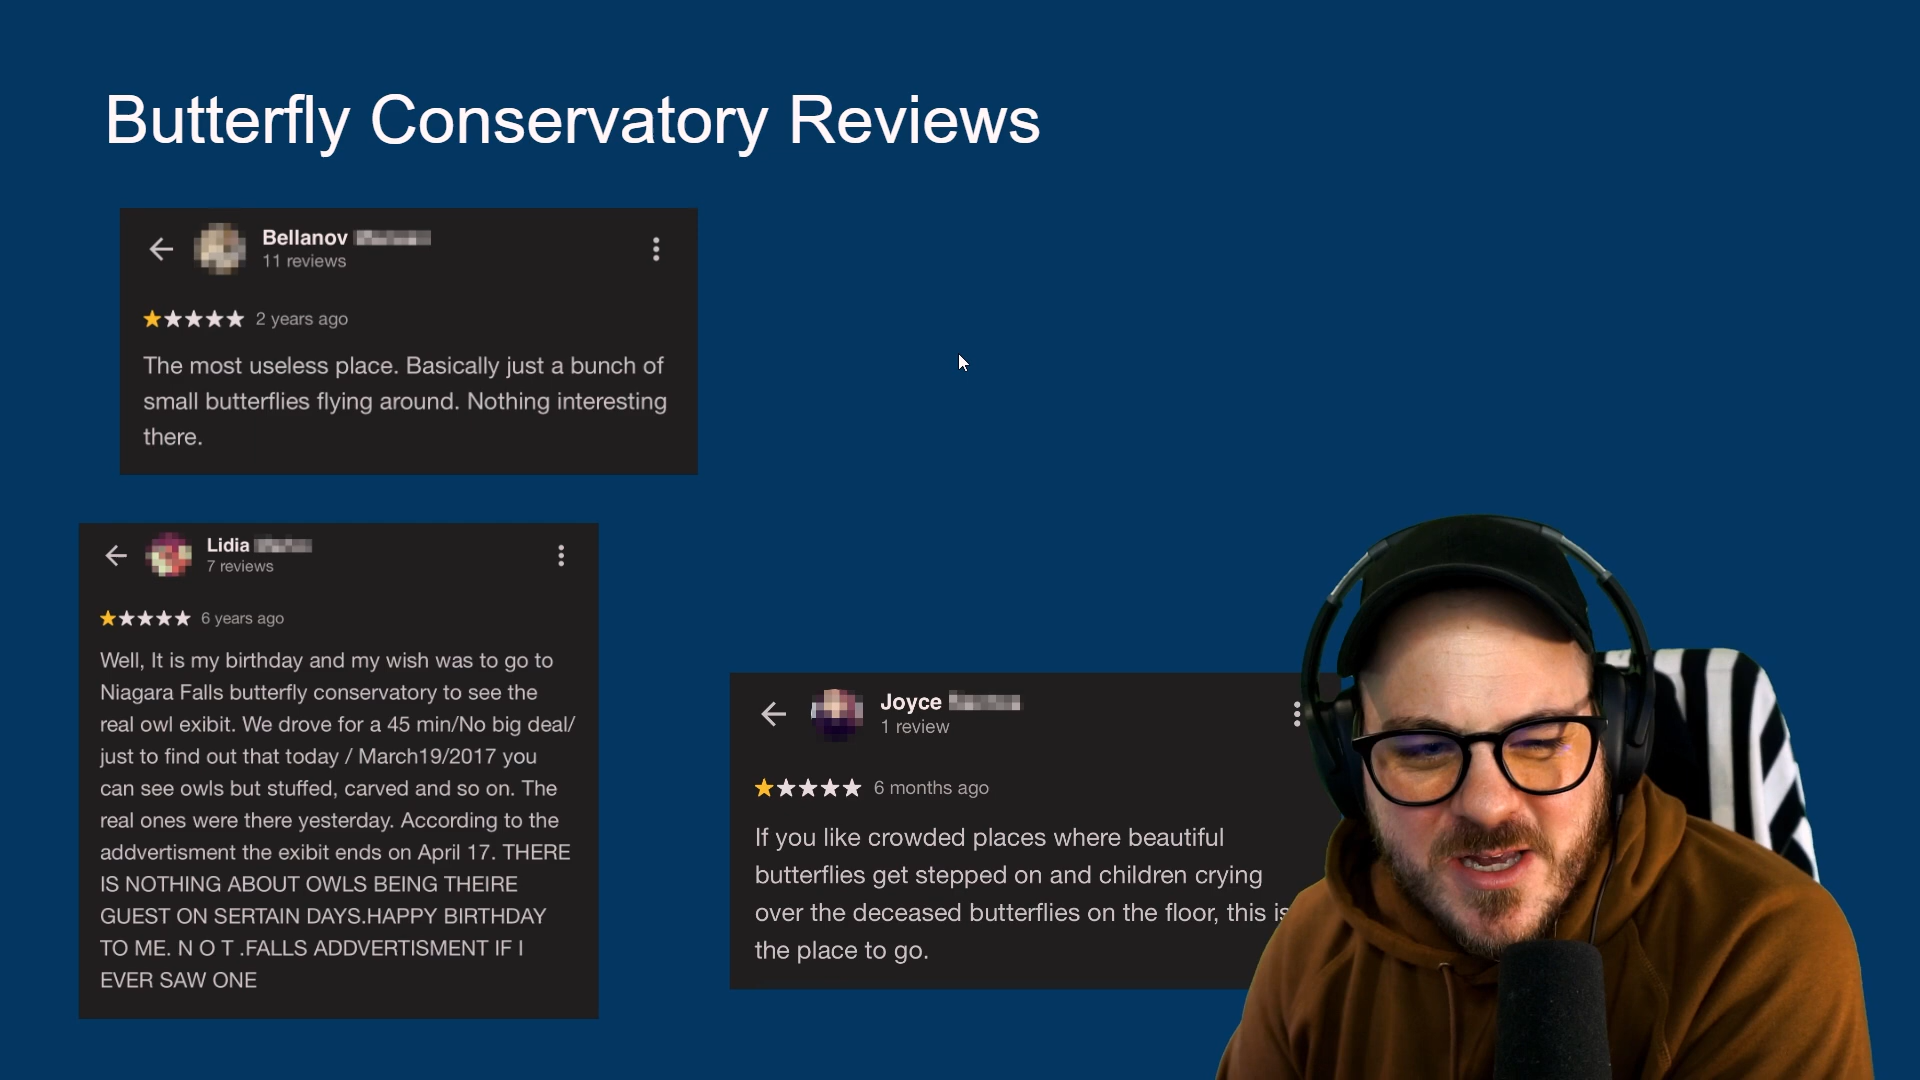 Butterfly Conservatory Reviews
Bellanov
11 reviews
2 years ago
The most useless place. Basically just a bunch of
small butterflies flying around. Nothing interesting
there.
Lidia
7 reviews
6 years ago
Well, It is my birthday and my wish was to go to
Niagara Falls butterfly conservatory to see the
real owl exibit. We drove for a 45 min/No big deal/
just to find out that today / March19/2017 you
can see owls but stuffed, carved and so on. The
real ones were there yesterday. According to the
addvertisment the exibit ends on April 17. THERE
IS NOTHING ABOUT OWLS BEING THEIRE
GUEST ON SERTAIN DAYS.HAPPY BIRTHDAY
TO ME. N O T .FALLS ADDVERTISMENT IF I
EVER SAW ONE
Joyce
1 review
6 months ago
If you like crowded places where beautiful
butterflies get stepped on and children crying
over the deceased butterflies on the floor, this is
the place to go.